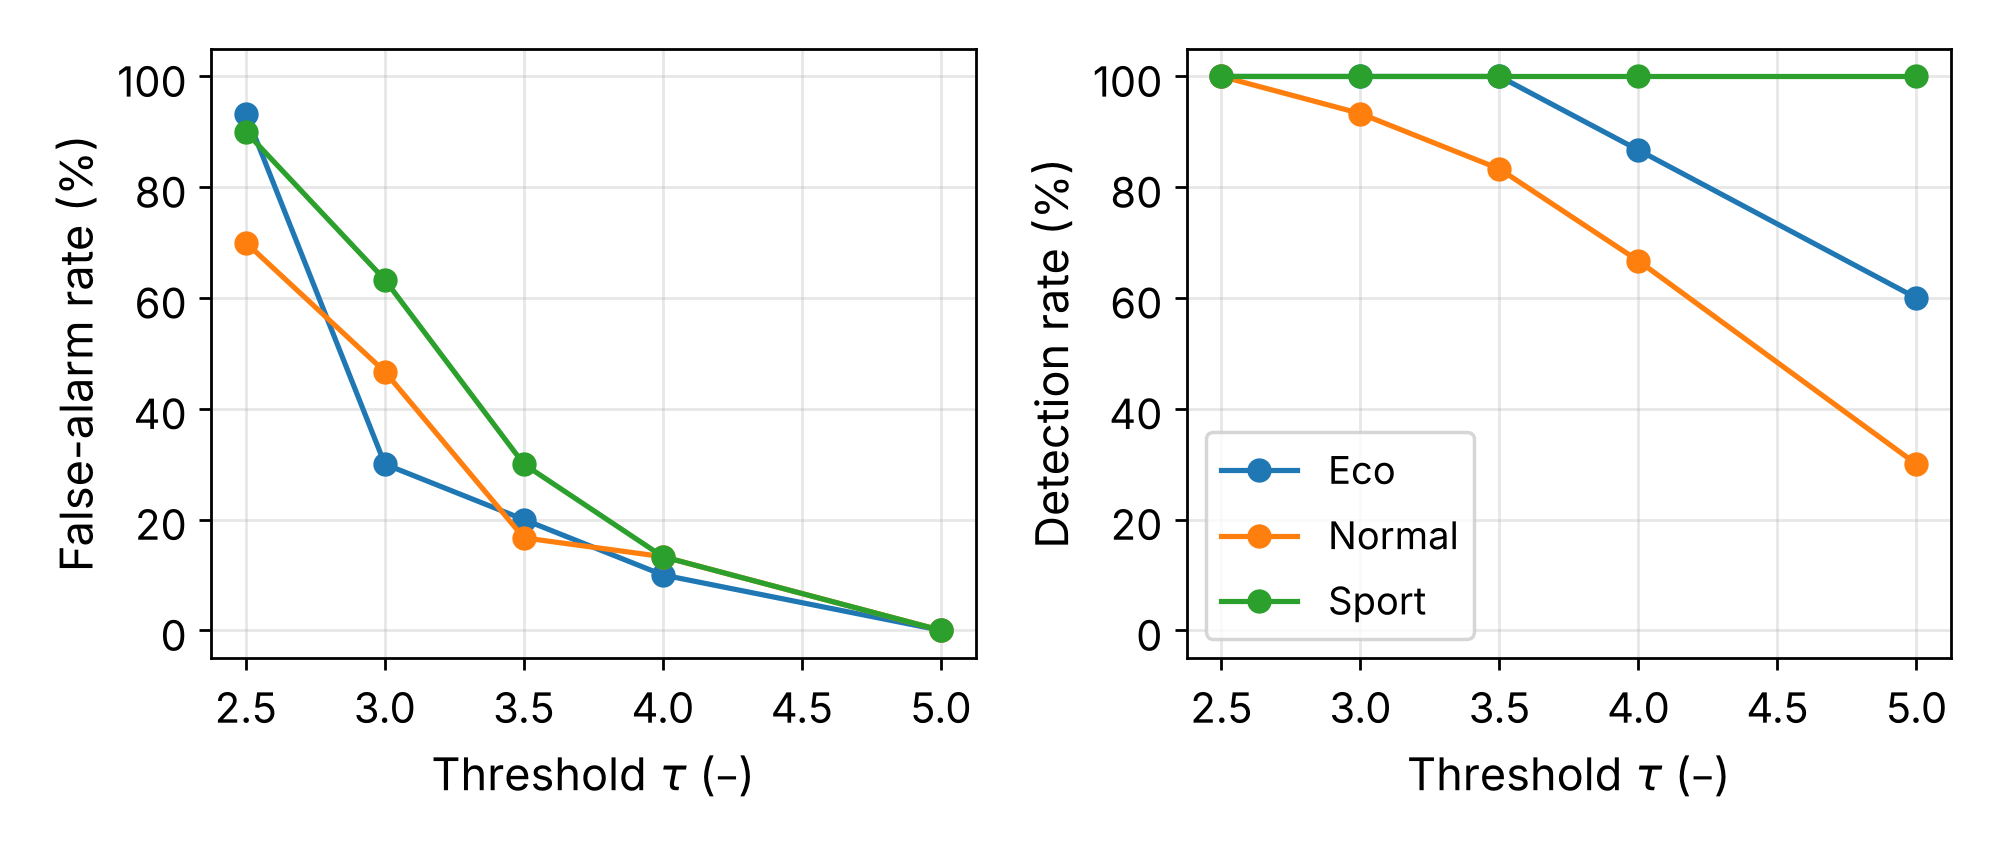 False-alarm rate (%)
100
80
60
40
20
0
2.5 3.0 3.5 4.0 4.5 5.0
Threshold τ (–)
Detection rate (%)
100
80
60
40
20
0
Eco
Normal
Sport
2.5 3.0 3.5 4.0 4.5 5.0
Threshold τ (–)